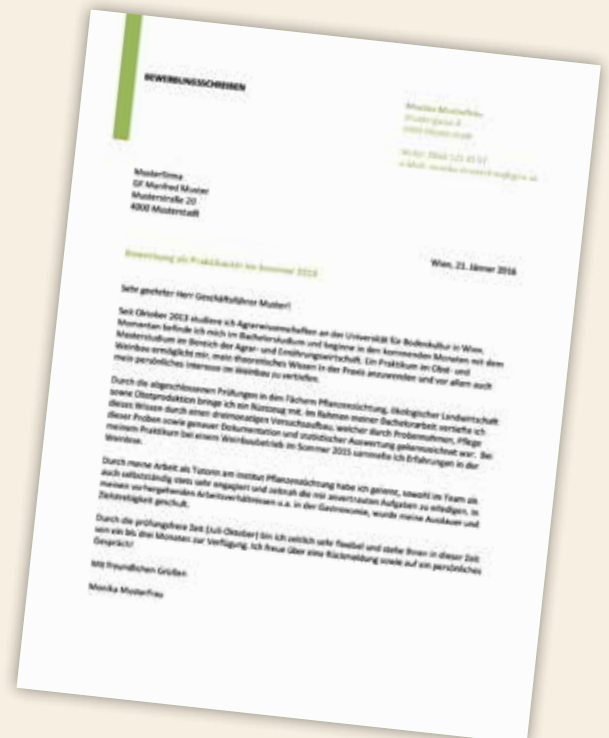 BEWERBUNGSSCHREIBEN
Monika Musterfrau
Musterfirma
GF Manfred Muster
Musterstraße 20
4000 Musterstadt
Wien, 21. Jänner 2016
Bewerbung als Praktikantin im Sommer
Sehr geehrter Herr Geschäftsführer Muster!
Seit Oktober 2013 studiere ich Agrarwissenschaften an der Universität für Bodenkultur in Wien.
Momentan befinde ich mich im Bachelorstudium und beginne in den kommenden Monaten mit dem
Masterstudium im Bereich der Agrar- und Ernährungswirtschaft. Ein Praktikum im Obst- und
Weinbau ermöglicht mir, mein theoretisches Wissen in der Praxis anzuwenden und vor allem auch
mein persönliches Interesse im Weinbau zu vertiefen.
Durch die abgeschlossenen Prüfungen in den Fächern Pflanzenzüchtung, ökologischer Landwirtschaft
sowie Obstproduktion bringe ich ein Rüstzeug mit. Im Rahmen meiner Bachelorarbeit vertiefte ich
dieses Wissen durch einen dreimonatigen Versuchsaufbau, welcher durch Probennahmen, Pflege
dieser Proben sowie genauer Dokumentation und statistischer Auswertung gekennzeichnet war. Bei
meinem Praktikum bei einem Weinbaubetrieb im Sommer 2015 sammelte ich Erfahrungen in der
Weinlese.
Durch meine Arbeit als Tutorin am Institut Pflanzenzüchtung habe ich gelernt, sowohl im Team als
auch selbstständig stets sehr engagiert und zeitnah die mir anvertrauten Aufgaben zu erledigen. In
meinen vorhergehenden Arbeitsverhältnissen u.a. in der Gastronomie, wurde meine Ausdauer und
Zielstrebigkeit geschult.
Durch die prüfungsfreie Zeit (Juli-Oktober) bin ich zeitlich sehr flexibel und stehe Ihnen in dieser Zeit
von ein bis drei Monaten zur Verfügung. Ich freue über eine Rückmeldung sowie auf ein persönliches
Gespräch!
Mit freundlichen Grüßen
Monika Musterfrau